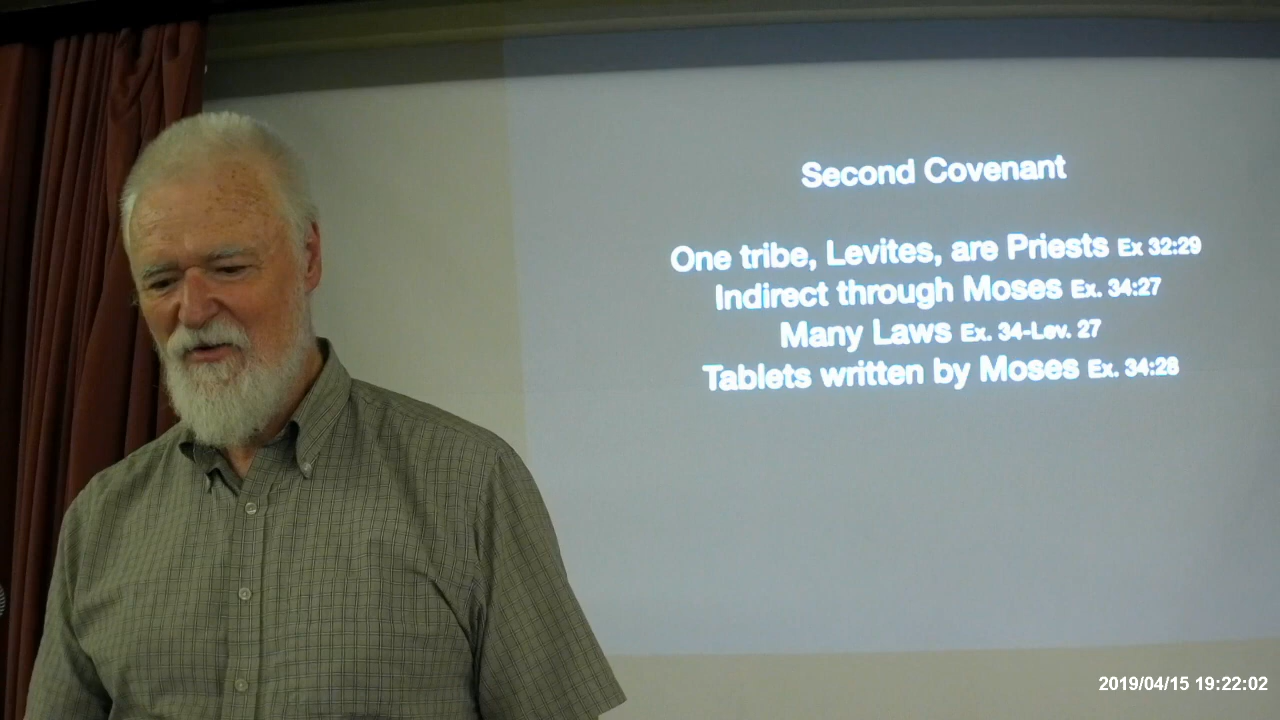 Second Covenant
One tribe, Levites, are Priests Ex 32:29
Indirect through Moses Ex. 34:27
Many Laws Ex. 34-Lev. 27
Tablets written by Moses Ex. 34:28
2019/04/15 19:22:02